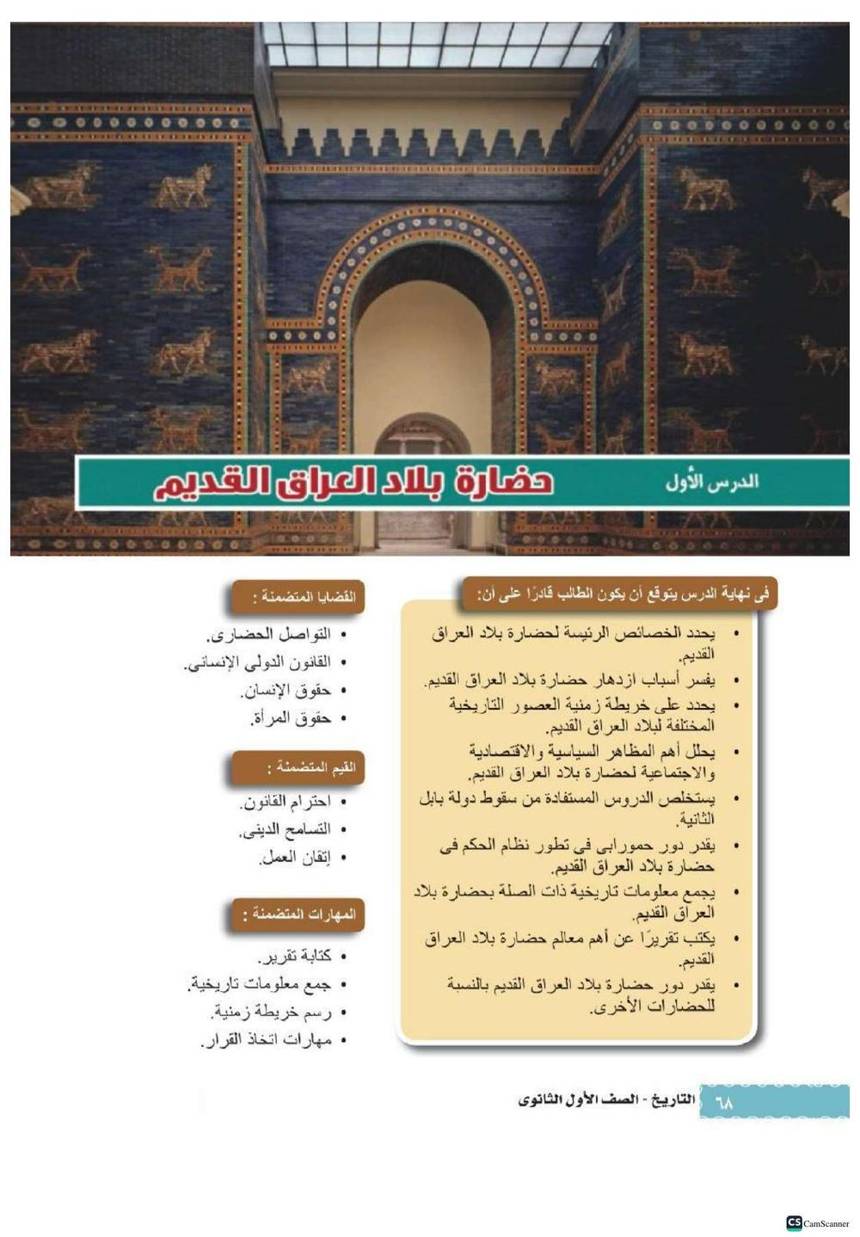 الدرس الأول
حضارة بلاد العراق القديم
فى نهاية الدرس يتوقع أن يكون الطالب قادرًا على أن:
• يحدد الخصائص الرئيسة لحضارة بلاد العراق
القديم.
• يفسر أسباب ازدهار حضارة بلاد العراق القديم.
• يحدد على خريطة زمنية العصور التاريخية
المختلفة لبلاد العراق القديم.
• يحلل أهم المظاهر السياسية والاقتصادية
والاجتماعية لحضارة بلاد العراق القديم.
• يستخلص الدروس المستفادة من سقوط دولة بابل
الثانية.
• يقدر دور حمورابى فى تطور نظام الحكم فى
حضارة بلاد العراق القديم.
• يجمع معلومات تاريخية ذات الصلة بحضارة بلاد
العراق القديم.
• يكتب تقريرًا عن أهم معالم حضارة بلاد العراق
القديم.
• يقدر دور حضارة بلاد العراق القديم بالنسبة
للحضارات الأخرى.
القضايا المتضمنة :
• التواصل الحضارى.
• القانون الدولى الإنسانى.
• حقوق الإنسان.
• حقوق المرأة.
القيم المتضمنة :
• احترام القانون.
• التسامح الدينى.
• إتقان العمل.
المهارات المتضمنة :
• كتابة تقرير.
• جمع معلومات تاريخية.
• رسم خريطة زمنية.
• مهارات اتخاذ القرار.
٦٨ التاريخ - الصف الأول الثانوى
CS CamScanner